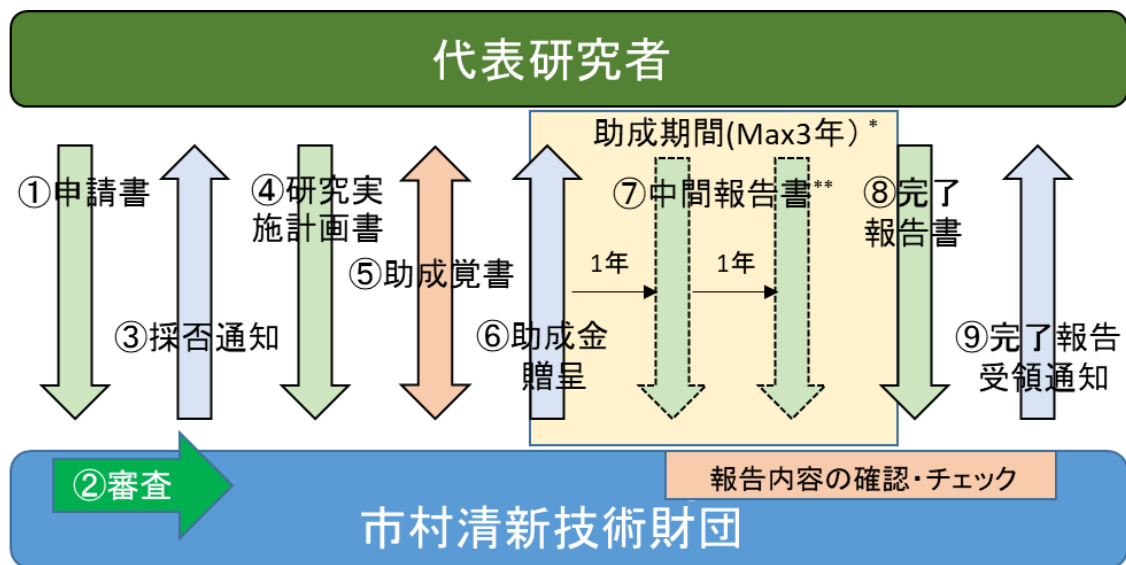 代表研究者
助成期間(Max3年)*
①申請書
④研究実
施計画書
⑦中間報告書**
⑧完了
報告書
⑤助成覚書
1年
1年
③採否通知
⑥助成金
贈呈
⑨完了報告
受領通知
②審査
報告内容の確認・チェック
市村清新技術財団